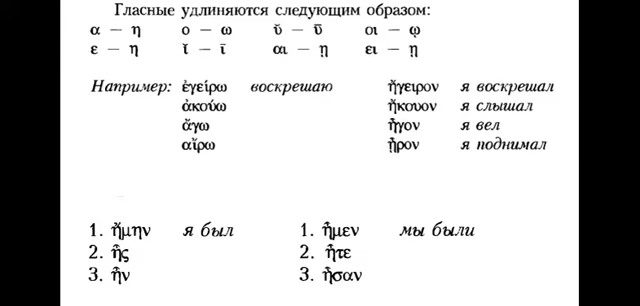 Гласные удлиняются следующим образом:
α – η ο – ω ῠ – ῡ οι – ῳ
ε – η ῐ – ῑ αι – ῃ ει – ῃ
Например: ἐγείρω воскрешаю ἤγειρον я воскрешал
ἀκούω ἤκουον я слышал
ἄγω ἦγον я вел
αἴρω ᾖρον я поднимал
1. ἤμην я был 1. ἦμεν мы были
2. ἦς 2. ἦτε
3. ἦν 3. ἦσαν